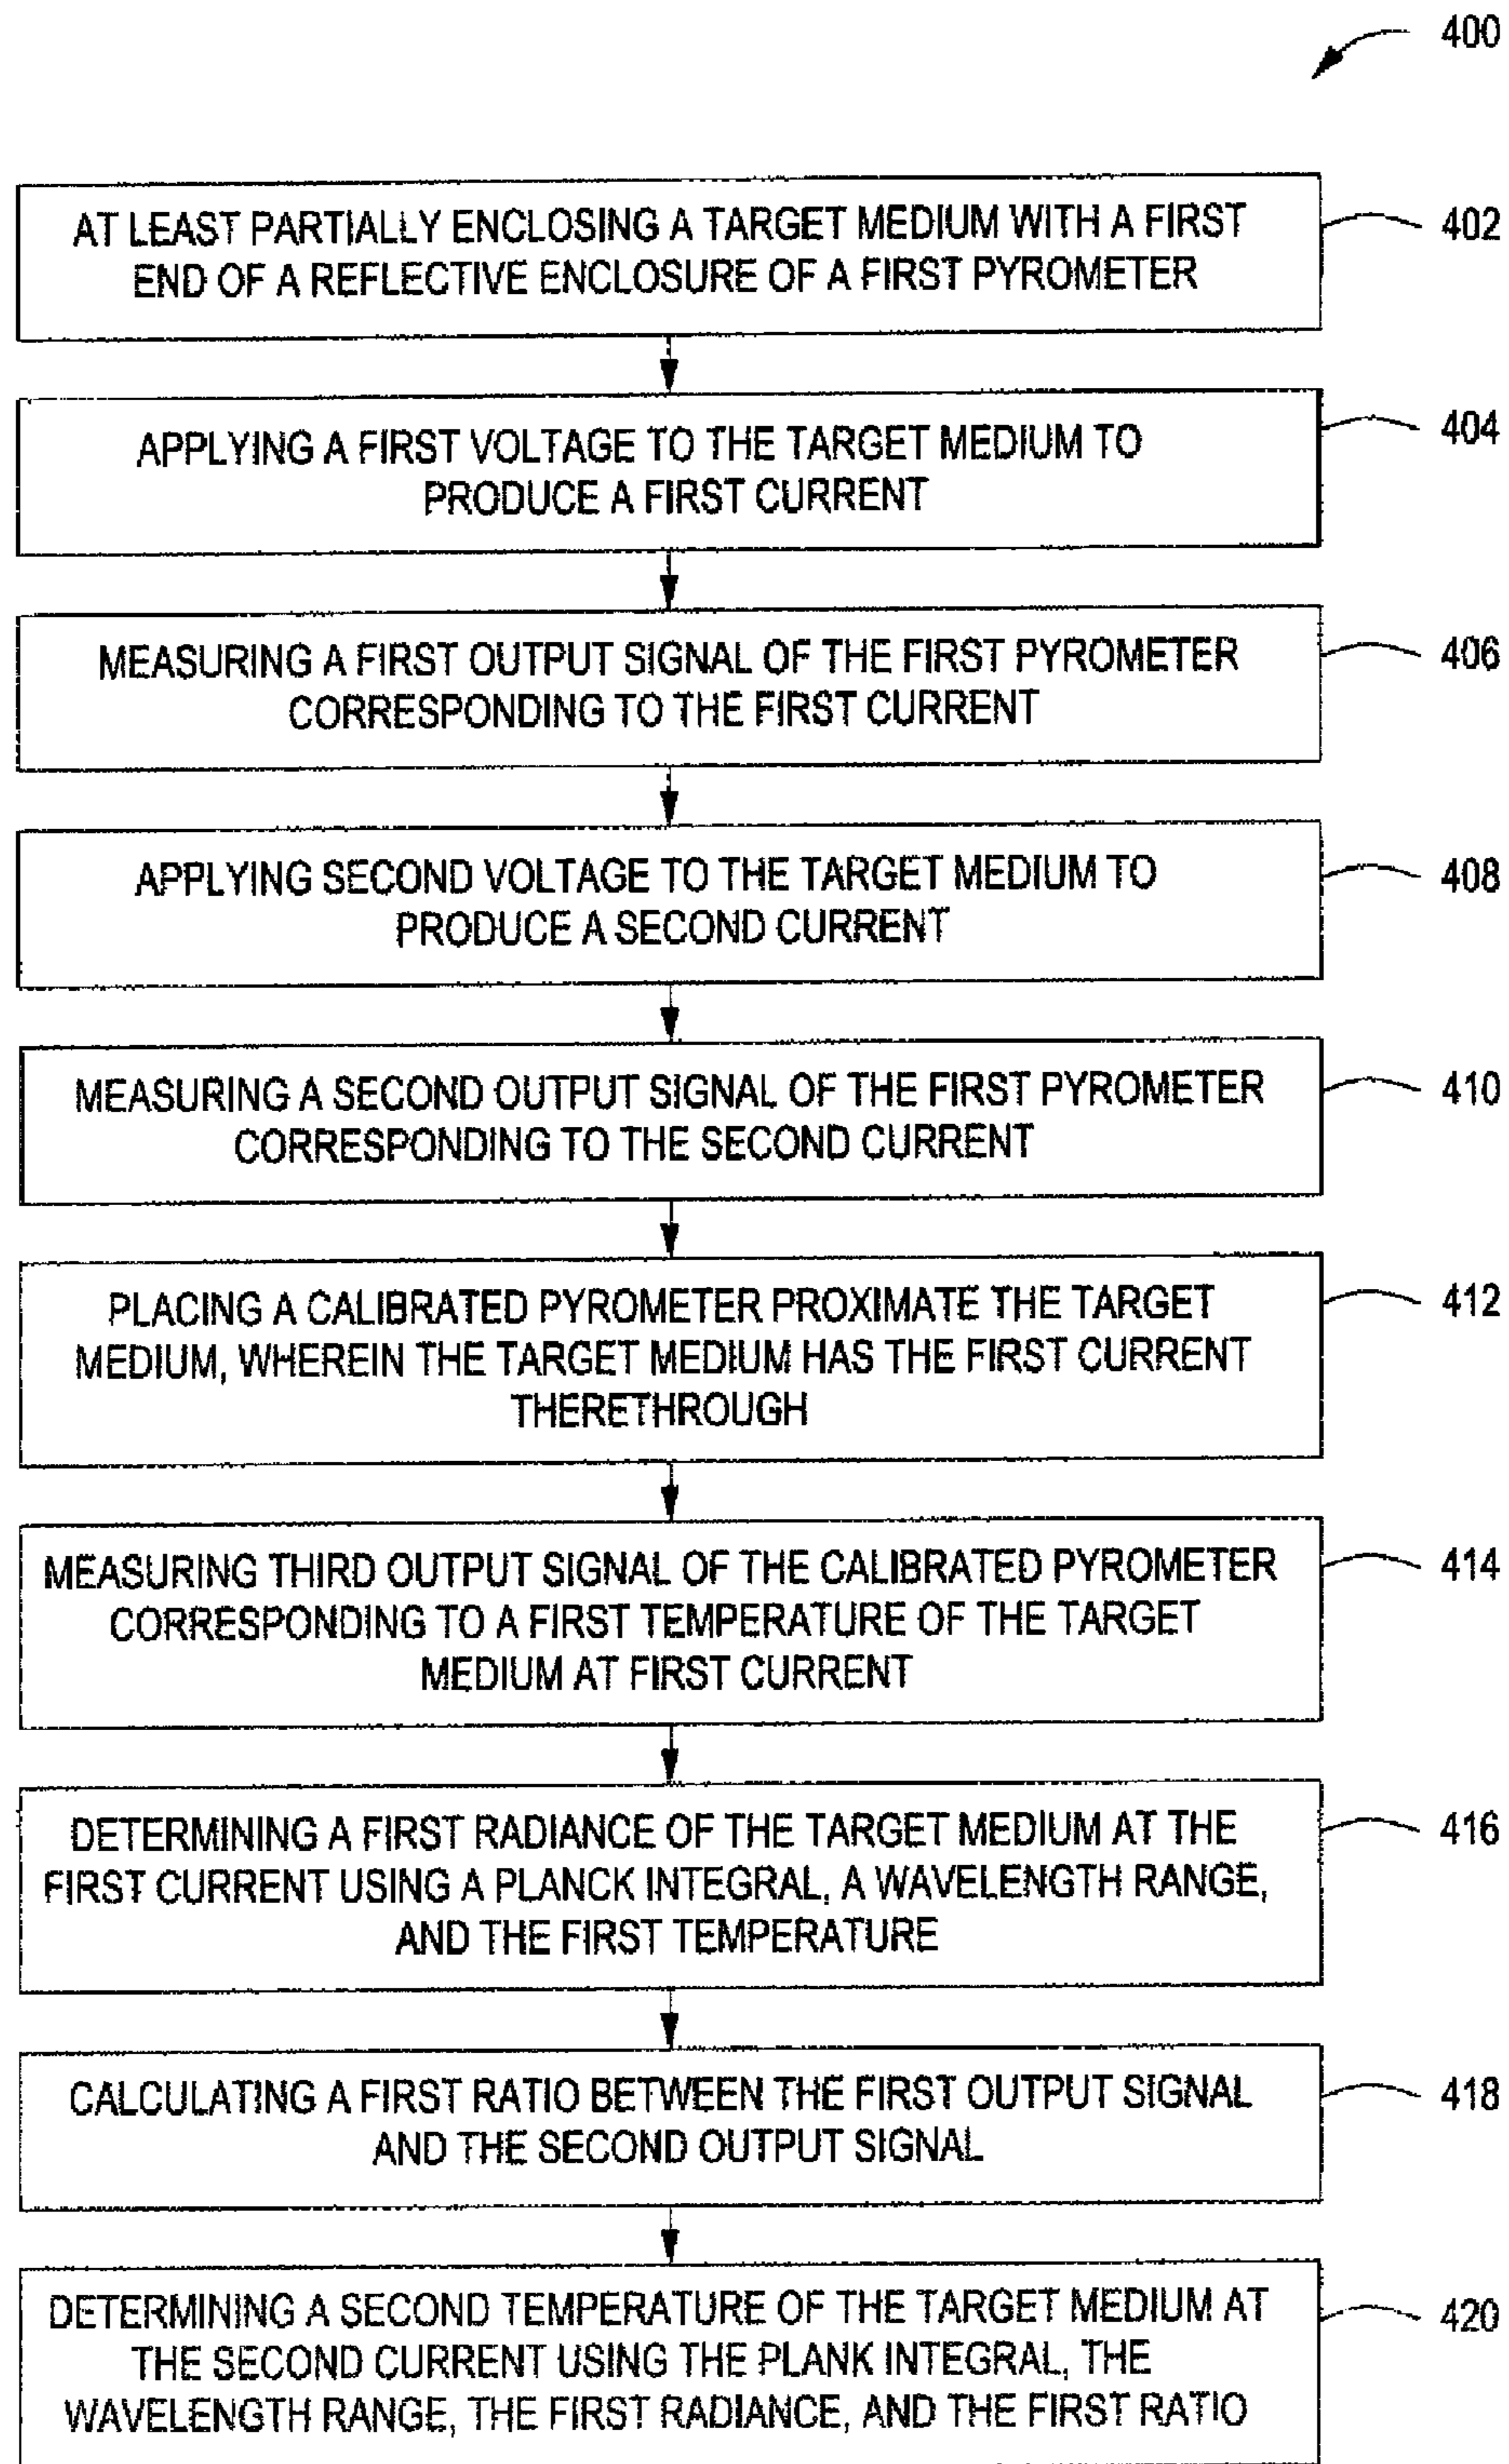 400
AT LEAST PARTIALLY ENCLOSING A TARGET MEDIUM WITH A FIRST
END OF A REFLECTIVE ENCLOSURE OF A FIRST PYROMETER
402
APPLYING A FIRST VOLTAGE TO THE TARGET MEDIUM TO
PRODUCE A FIRST CURRENT
404
MEASURING A FIRST OUTPUT SIGNAL OF THE FIRST PYROMETER
CORRESPONDING TO THE FIRST CURRENT
406
APPLYING SECOND VOLTAGE TO THE TARGET MEDIUM TO
PRODUCE A SECOND CURRENT
408
MEASURING A SECOND OUTPUT SIGNAL OF THE FIRST PYROMETER
CORRESPONDING TO THE SECOND CURRENT
410
PLACING A CALIBRATED PYROMETER PROXIMATE THE TARGET
MEDIUM, WHEREIN THE TARGET MEDIUM HAS THE FIRST CURRENT
THERETHROUGH
412
MEASURING THIRD OUTPUT SIGNAL OF THE CALIBRATED PYROMETER
CORRESPONDING TO A FIRST TEMPERATURE OF THE TARGET
MEDIUM AT FIRST CURRENT
414
DETERMINING A FIRST RADIANCE OF THE TARGET MEDIUM AT THE
FIRST CURRENT USING A PLANCK INTEGRAL, A WAVELENGTH RANGE,
AND THE FIRST TEMPERATURE
416
CALCULATING A FIRST RATIO BETWEEN THE FIRST OUTPUT SIGNAL
AND THE SECOND OUTPUT SIGNAL
418
DETERMINING A SECOND TEMPERATURE OF THE TARGET MEDIUM AT
THE SECOND CURRENT USING THE PLANK INTEGRAL, THE
WAVELENGTH RANGE, THE FIRST RADIANCE, AND THE FIRST RATIO
420